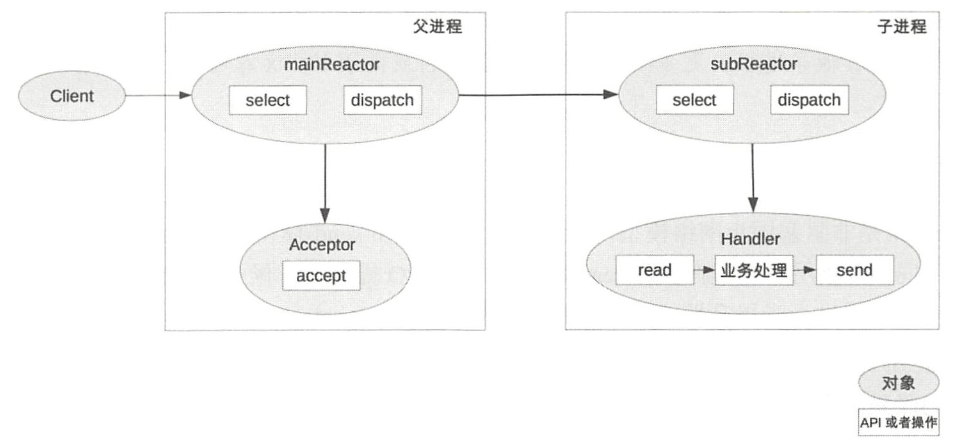 父进程
子进程
Client
mainReactor
select
dispatch
subReactor
select
dispatch
Acceptor
accept
Handler
read
业务处理
send
对象
API 或者操作